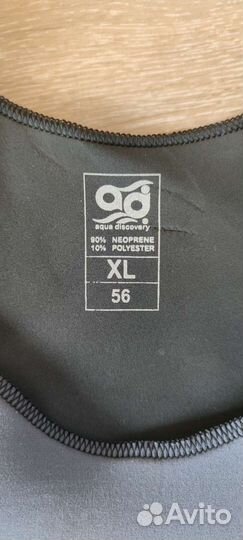 aqua discovery
90% NEOPRENE
10% POLYESTER
XL
56
Avito